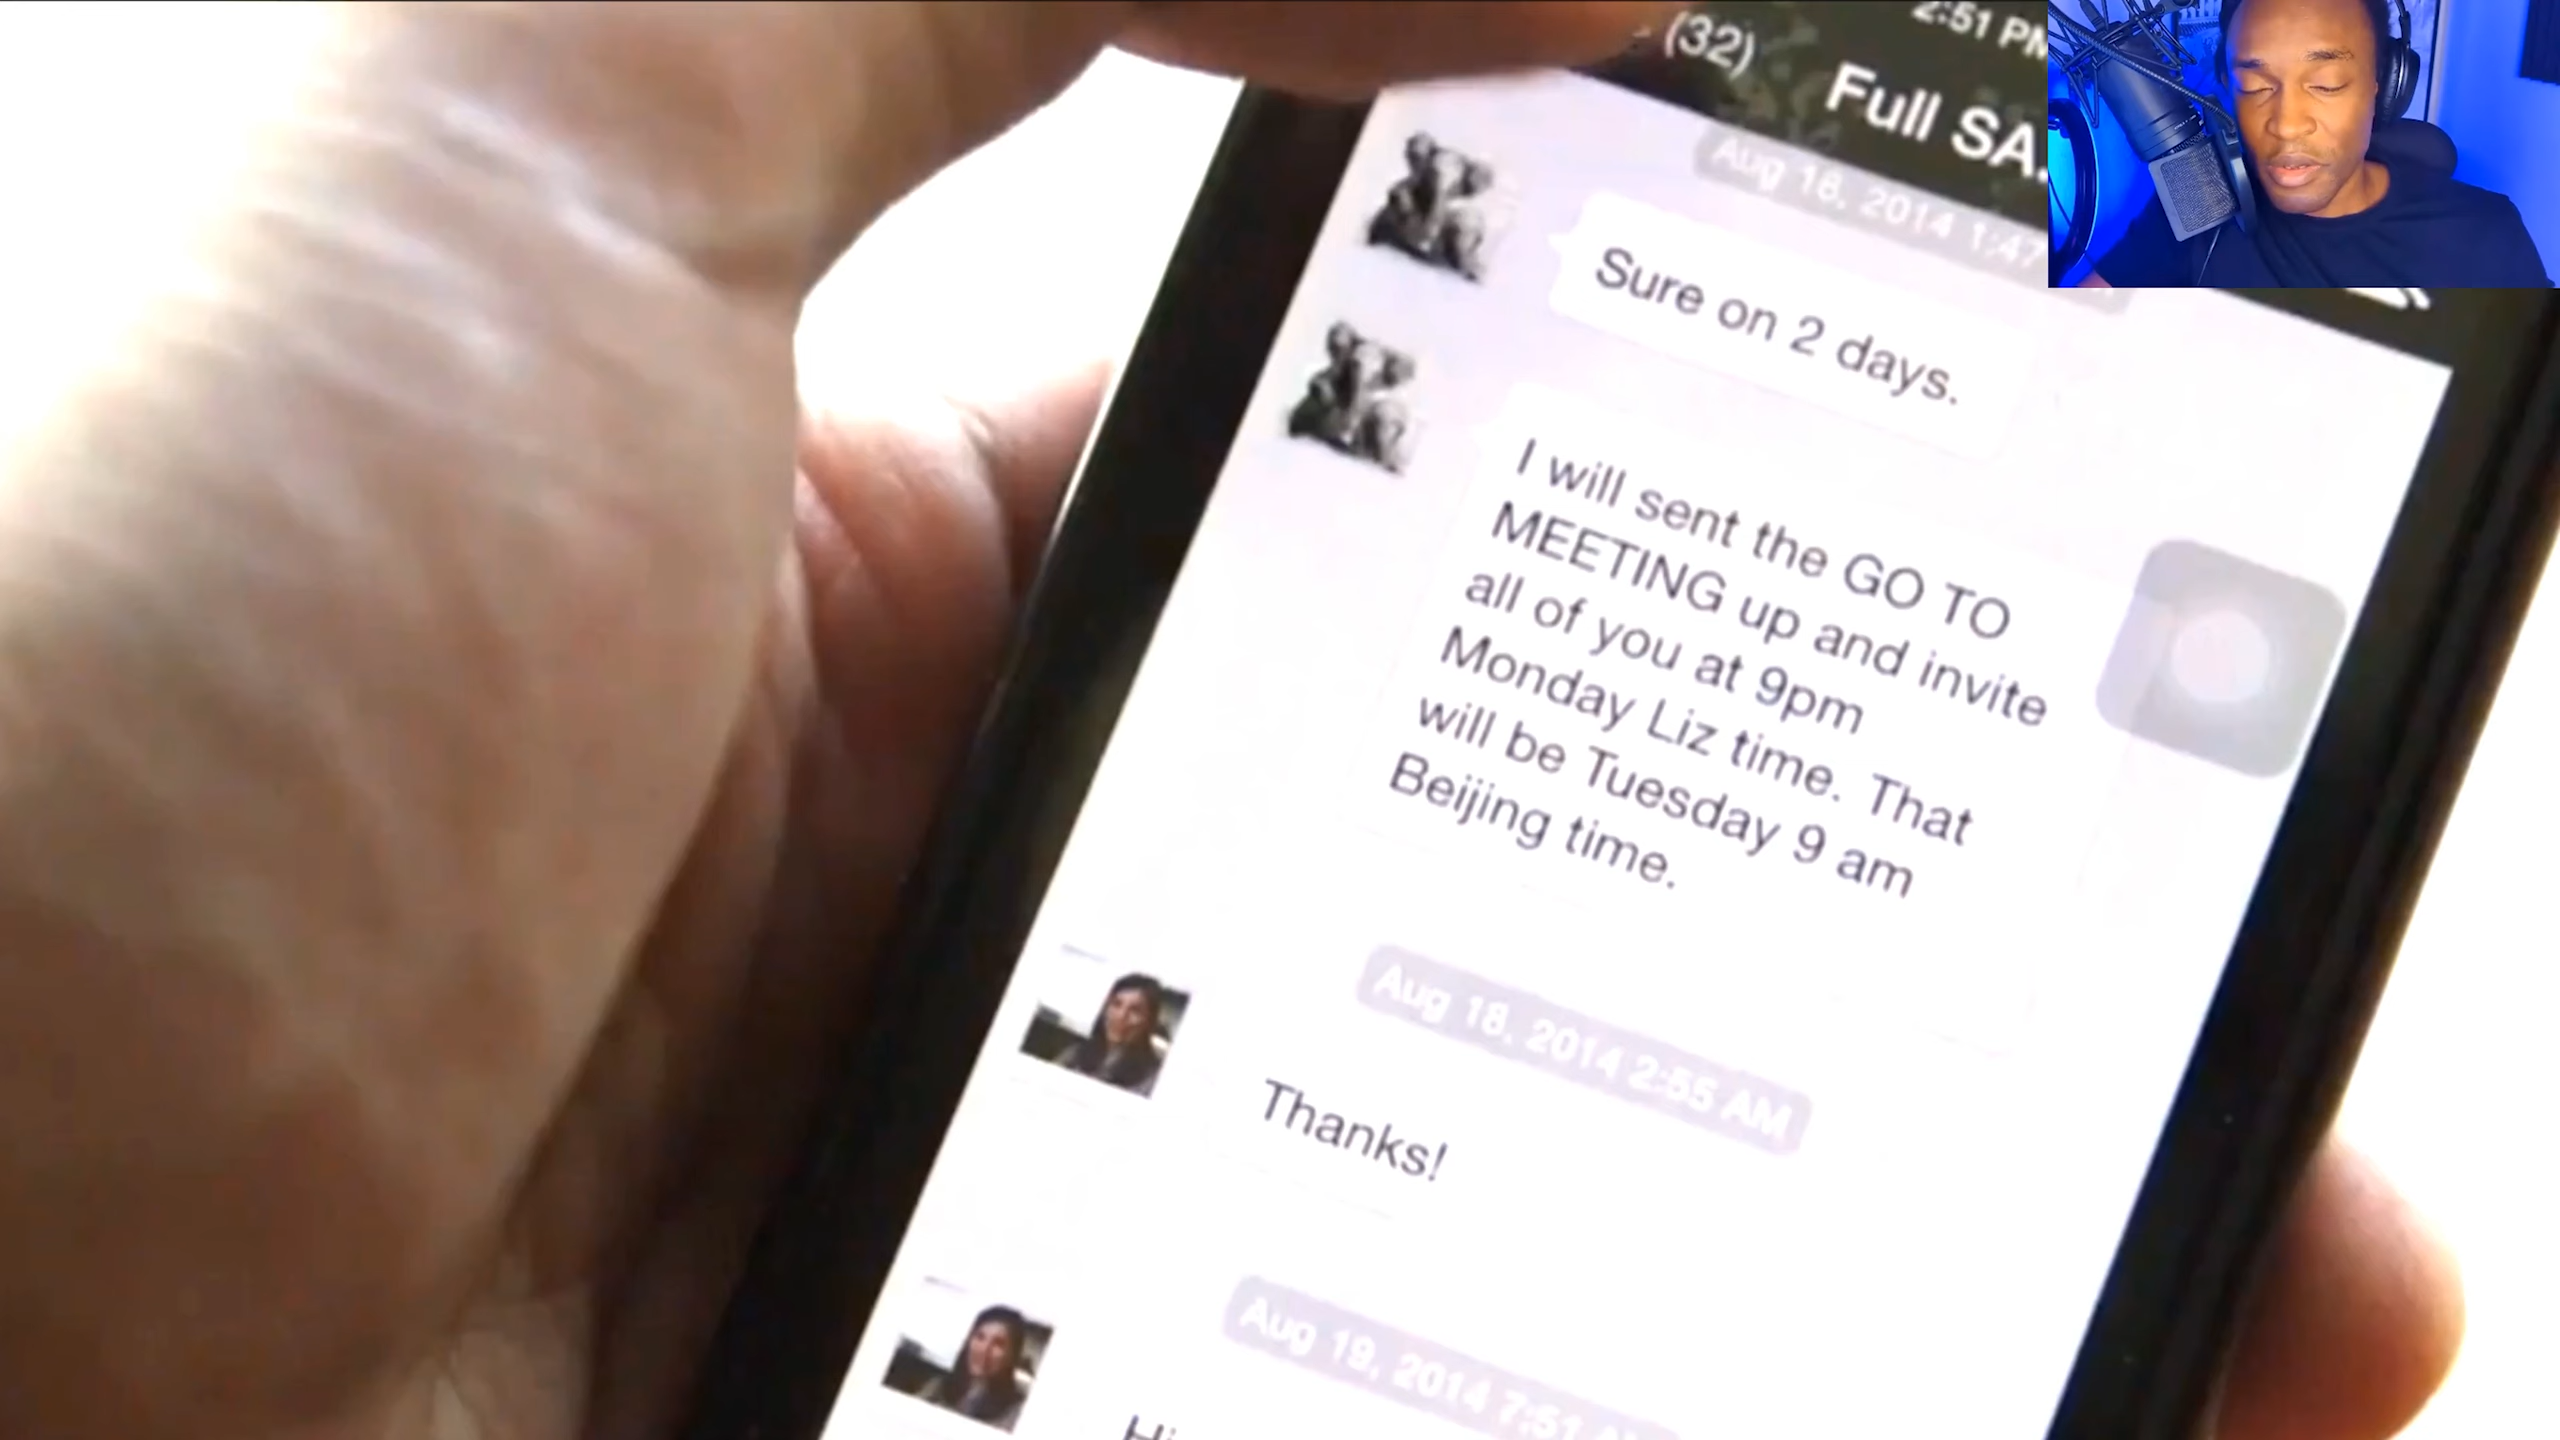 2:51 PM
(32)
Full SA.
Aug 18, 2014 1:47
Sure on 2 days.
I will sent the GO TO
MEETING up and invite
all of you at 9pm
Monday Liz time. That
will be Tuesday 9 am
Beijing time.
Aug 18, 2014 2:55 AM
Thanks!
Aug 19, 2014 7:51